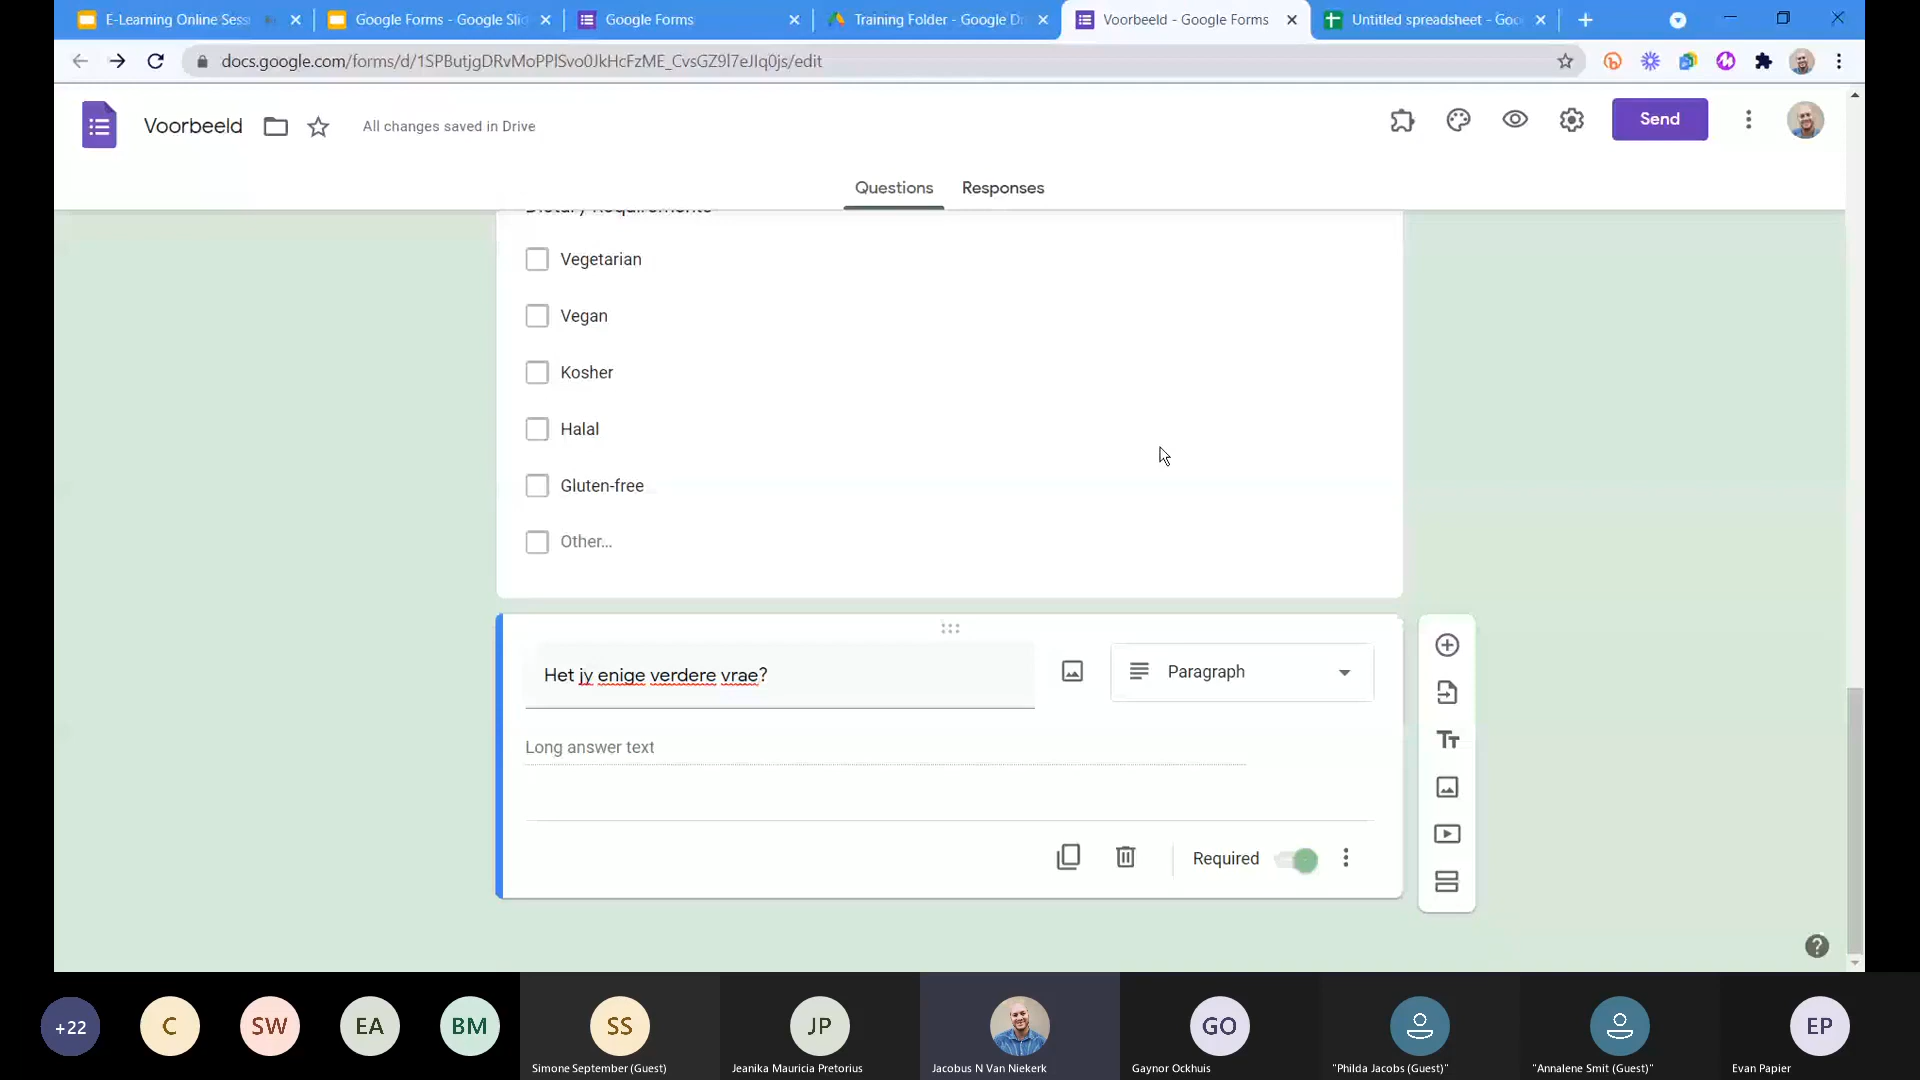 E-Learning Online Sess
Google Forms - Google Slid
Google Forms
Training Folder - Google Dr
Voorbeeld - Google Forms
Untitled spreadsheet - Goo
docs.google.com/forms/d/1SPButjgDRvMoPPlSvo0JkHcFzME_CvsGZ9l7eJIq0js/edit
Voorbeeld
All changes saved in Drive
Send
Questions
Responses
Dietary Requirements
Vegetarian
Vegan
Kosher
Halal
Gluten-free
Other...
Het jy enige verdere vrae?
Paragraph
Long answer text
Required
+22
C
SW
EA
BM
SS
JP
GO
EP
Simone September (Guest)
Jeanika Mauricia Pretorius
Jacobus N Van Niekerk
Gaynor Ockhuis
"Philda Jacobs (Guest)"
"Annalene Smit (Guest)"
Evan Papier